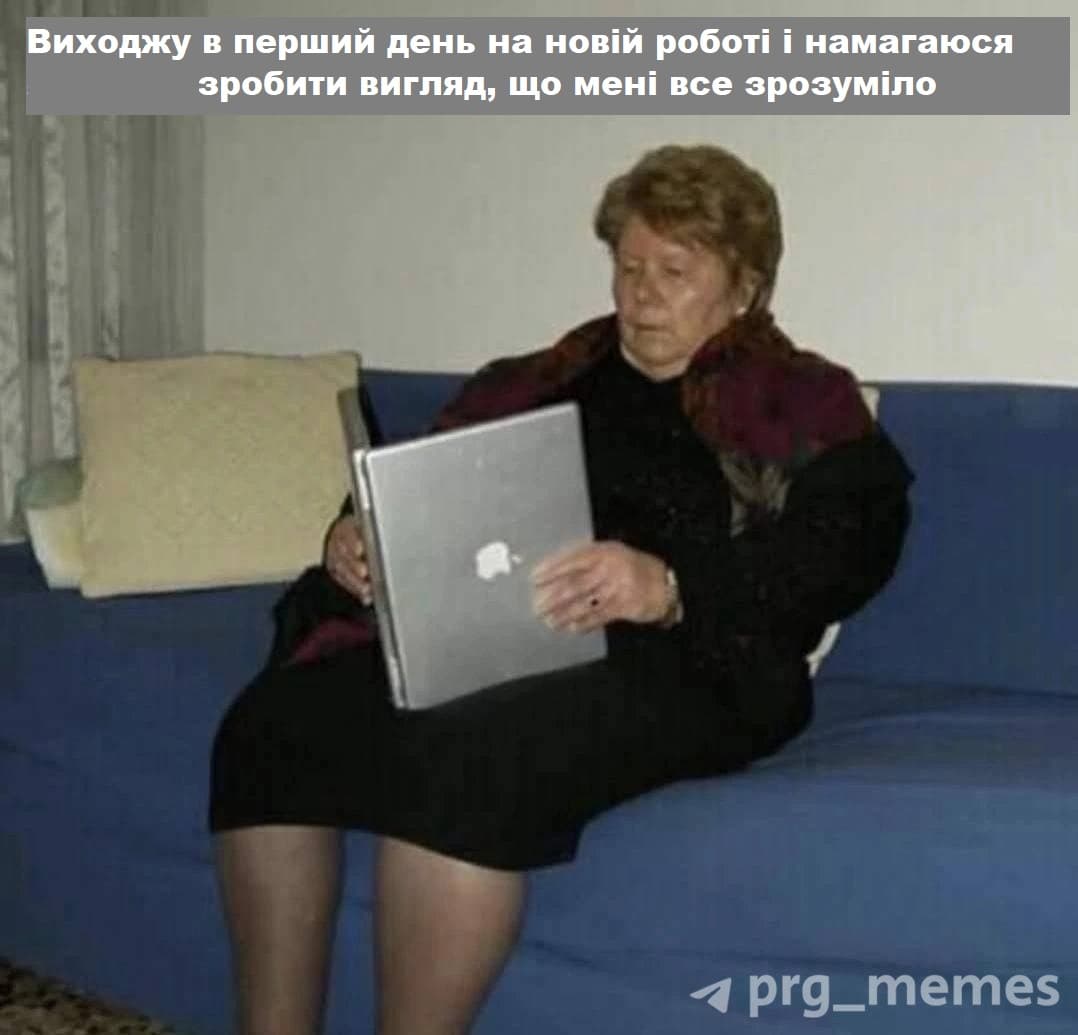 Виходжу в перший день на новій роботі і намагаюся
зробити вигляд, що мені все зрозуміло
prg_memes